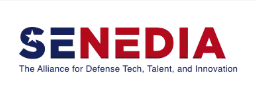 SENEDIA
The Alliance for Defense Tech, Talent, and Innovation